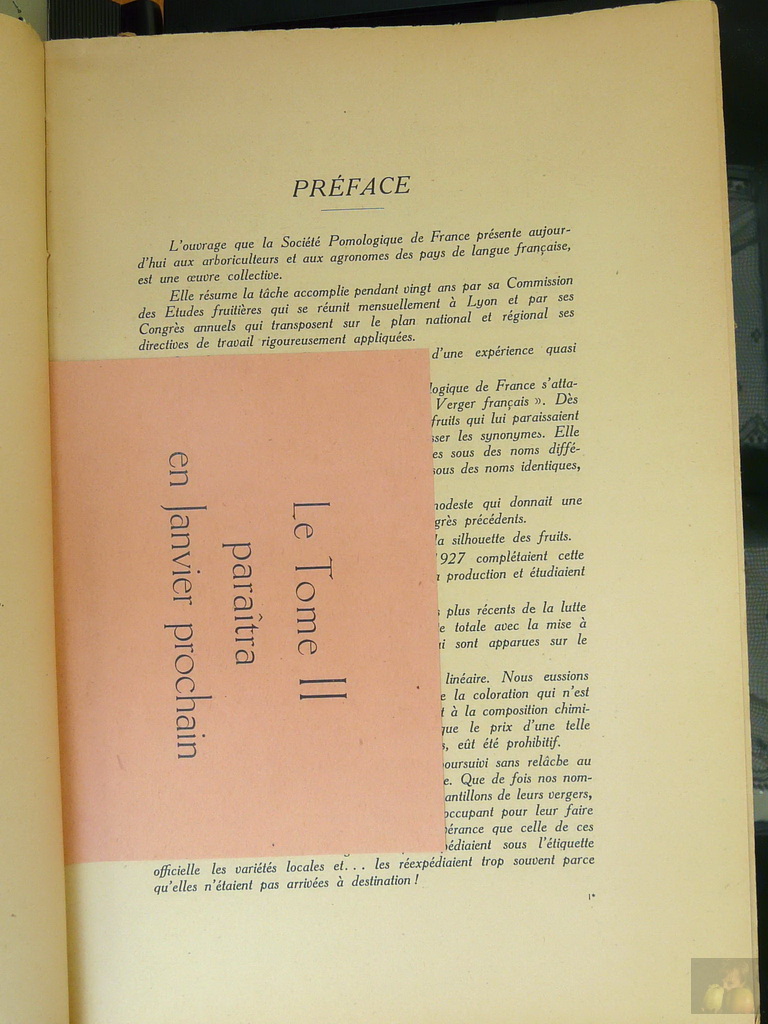 PRÉFACE
L'ouvrage que la Société Pomologique de France présente aujour-
d'hui aux arboriculteurs et aux agronomes des pays de langue française,
est une œuvre collective.
Elle résume la tâche accomplie pendant vingt ans par sa Commission
des Etudes fruitières qui se réunit mensuellement à Lyon et par ses
Congrès annuels qui transposent sur le plan national et régional ses
directives de travail rigoureusement appliquées.
d'une expérience quasi
logique de France s'atta-
Verger français ». Dès
fruits qui lui paraissaient
sser les synonymes. Elle
es sous des noms diffé-
sous des noms identiques,
modeste qui donnait une
grès précédents.
la silhouette des fruits.
1927 complétaient cette
production et étudiaient
plus récents de la lutte
e totale avec la mise à
ui sont apparues sur le
linéaire. Nous eussions
e la coloration qui n'est
t à la composition chimi-
que le prix d'une telle
s, eût été prohibitif.
oursuivi sans relâche au
e. Que de fois nos nom-
antillons de leurs vergers,
occupant pour leur faire
érance que celle de ces
pédiaient sous l'étiquette
officielle les variétés locales et... les réexpédiaient trop souvent parce
qu'elles n'étaient pas arrivées à destination !
1*
Le Tome II
paraîtra
en Janvier prochain